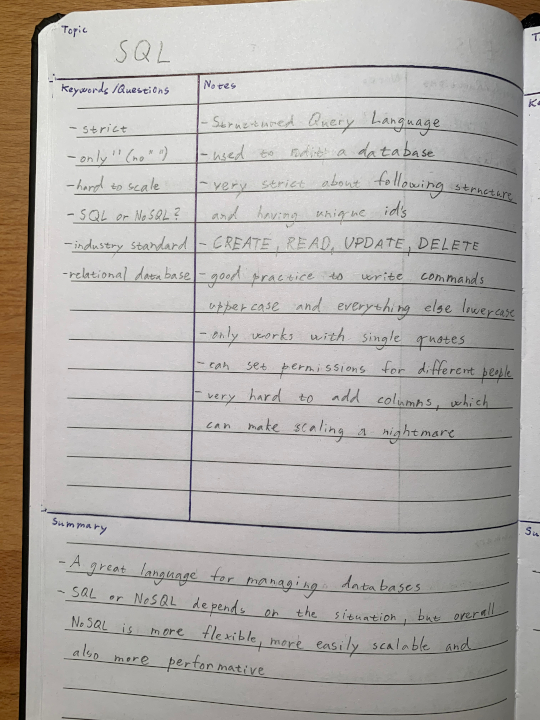 Topic
SQL
Keywords/Questions
- strict
- only '' (no " ")
- hard to scale
- SQL or NoSQL?
- industry standard
- relational database
Notes
- Structured Query Language
- used to edit a database
- very strict about following structure
and having unique id's
- CREATE, READ, UPDATE, DELETE
- good practice to write commands
uppercase and everything else lowercase
- only works with single quotes
- can set permissions for different people
- very hard to add columns, which
can make scaling a nightmare
Summary
- A great language for managing databases
- SQL or NoSQL depends on the situation, but overall
NoSQL is more flexible, more easily scalable and
also more performative